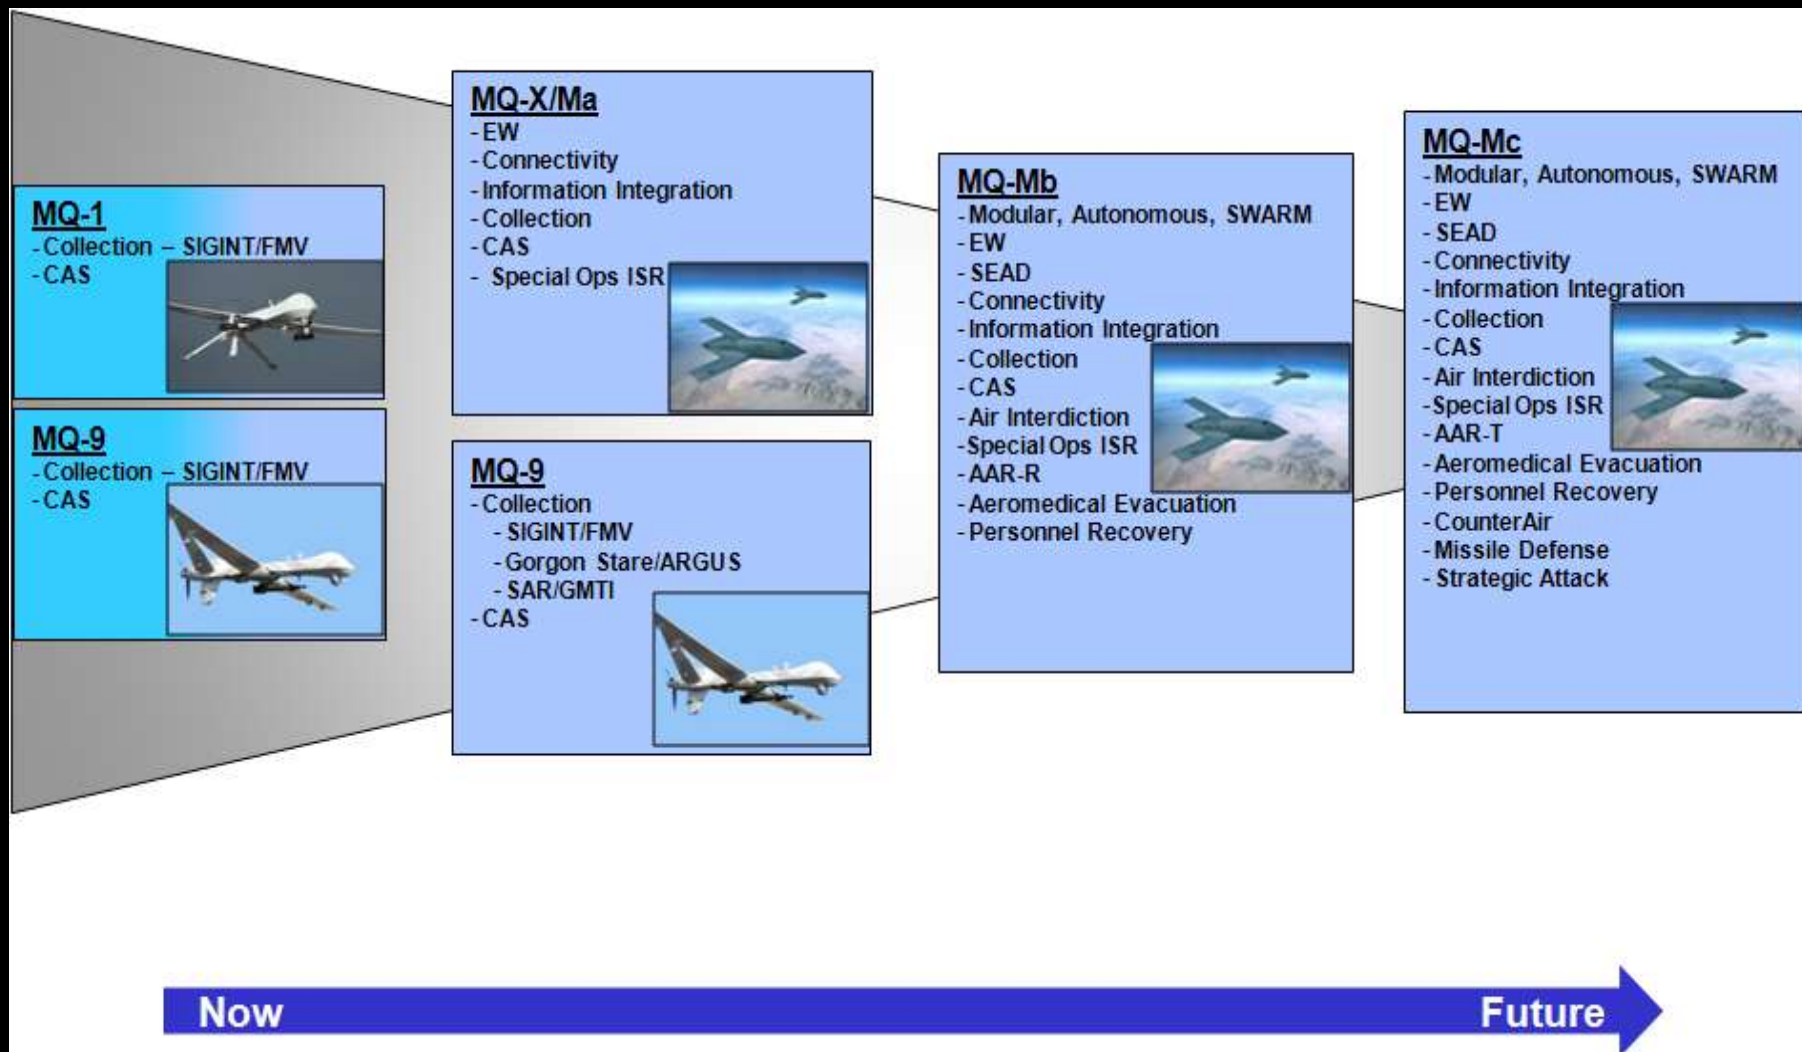 MQ-1
- Collection – SIGINT/FMV
- CAS
MQ-9
- Collection – SIGINT/FMV
- CAS
MQ-X/Ma
- EW
- Connectivity
- Information Integration
- Collection
- CAS
- Special Ops ISR
MQ-9
- Collection
- SIGINT/FMV
- Gorgon Stare/ARGUS
- SAR/GMTI
- CAS
MQ-Mb
- Modular, Autonomous, SWARM
- EW
- SEAD
- Connectivity
- Information Integration
- Collection
- CAS
- Air Interdiction
- Special Ops ISR
- AAR-R
- Aeromedical Evacuation
- Personnel Recovery
MQ-Mc
- Modular, Autonomous, SWARM
- EW
- SEAD
- Connectivity
- Information Integration
- Collection
- CAS
- Air Interdiction
- Special Ops ISR
- AAR-T
- Aeromedical Evacuation
- Personnel Recovery
- CounterAir
- Missile Defense
- Strategic Attack
Now
Future